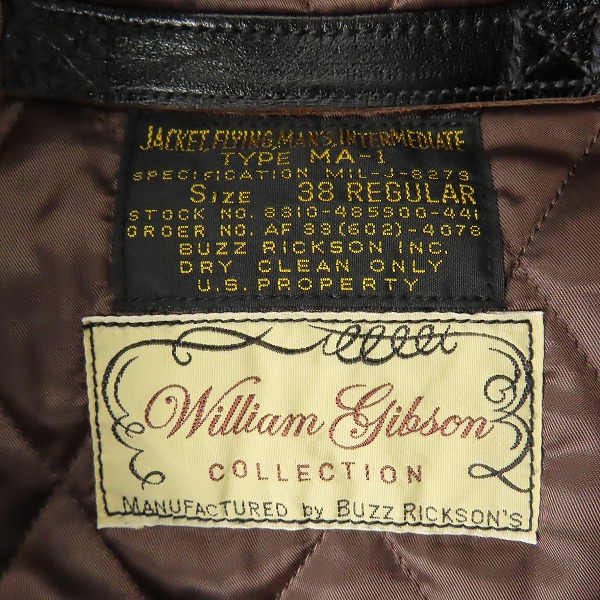 JACKET,FLYING,MAN'S,INTERMEDIATE
TYPE MA-1
SPECIFICATION MIL-J-8279
SIZE 38 REGULAR
STOCK NO. 8310-485900-441
ORDER NO. AF 33(602)-4078
BUZZ RICKSON INC.
DRY CLEAN ONLY
U.S. PROPERTY
William Gibson
COLLECTION
MANUFACTURED by BUZZ RICKSON'S